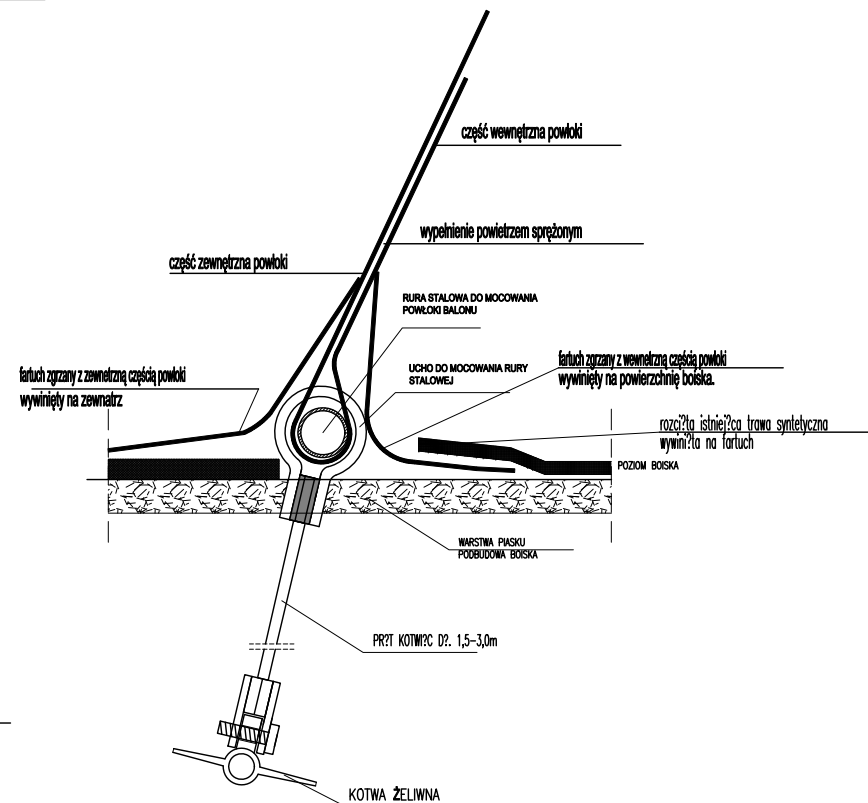 część wewnętrzna powłoki
wypełnienie powietrzem sprężonym
część zewnętrzna powłoki
RURA STALOWA DO MOCOWANIA
POWŁOKI BALONU
fartuch zgrzany z wewnetrzną częścią powłoki
wywinięty na powierzchnię boiska.
UCHO DO MOCOWANIA RURY
STALOWEJ
fartuch zgrzany z zewnetrzną częścią powłoki
wywinięty na zewnatrz
rozci?ta istniej?ca trawa syntetyczna
wywini?ta na fartuch
POZIOM BOISKA
WARSTWA PIASKU
PODBUDOWA BOISKA
PR?T KOTWI?C D?. 1,5-3,0m
KOTWA ŻELIWNA